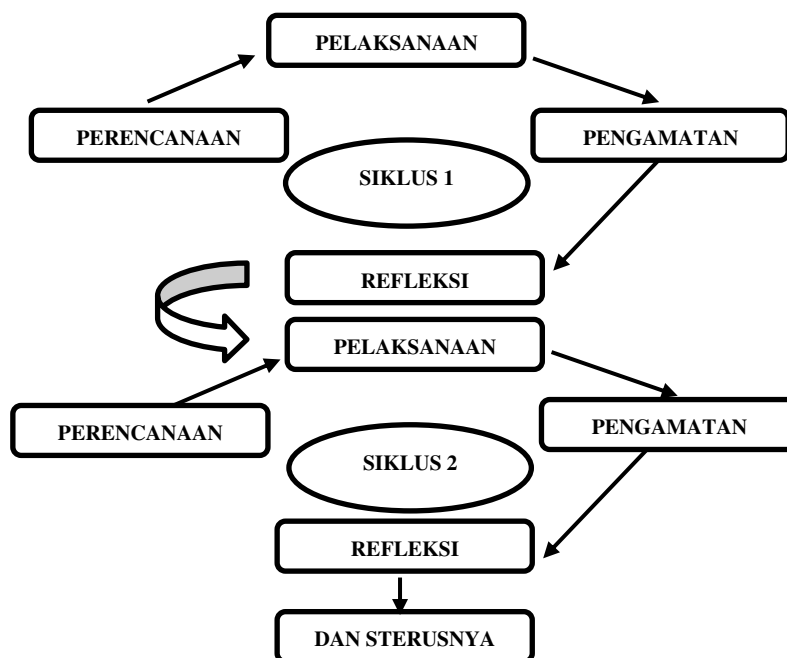 PELAKSANAAN
PERENCANAAN
PENGAMATAN
SIKLUS 1
REFLEKSI
PELAKSANAAN
PERENCANAAN
PENGAMATAN
SIKLUS 2
REFLEKSI
DAN STERUSNYA